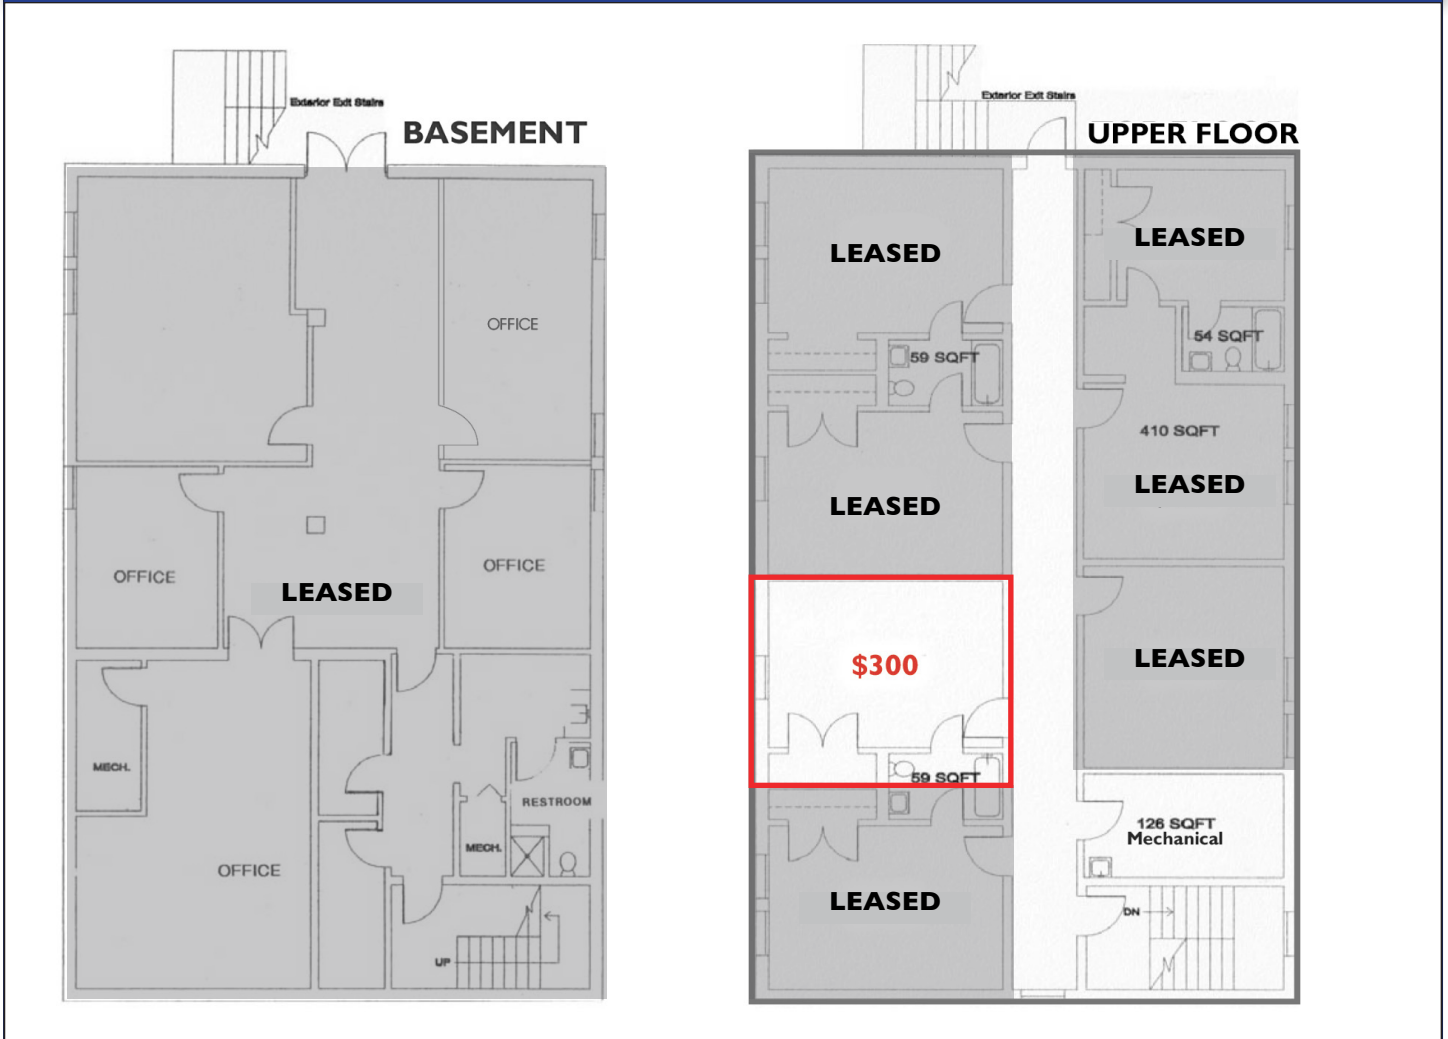 Exterior Exit Stairs
BASEMENT
OFFICE
OFFICE
OFFICE
LEASED
MECH.
RESTROOM
MECH.
OFFICE
UP
Exterior Exit Stairs
UPPER FLOOR
LEASED
LEASED
54 SQFT
59 SQFT
410 SQFT
LEASED
LEASED
LEASED
$300
59 SQFT
126 SQFT
Mechanical
LEASED
DN